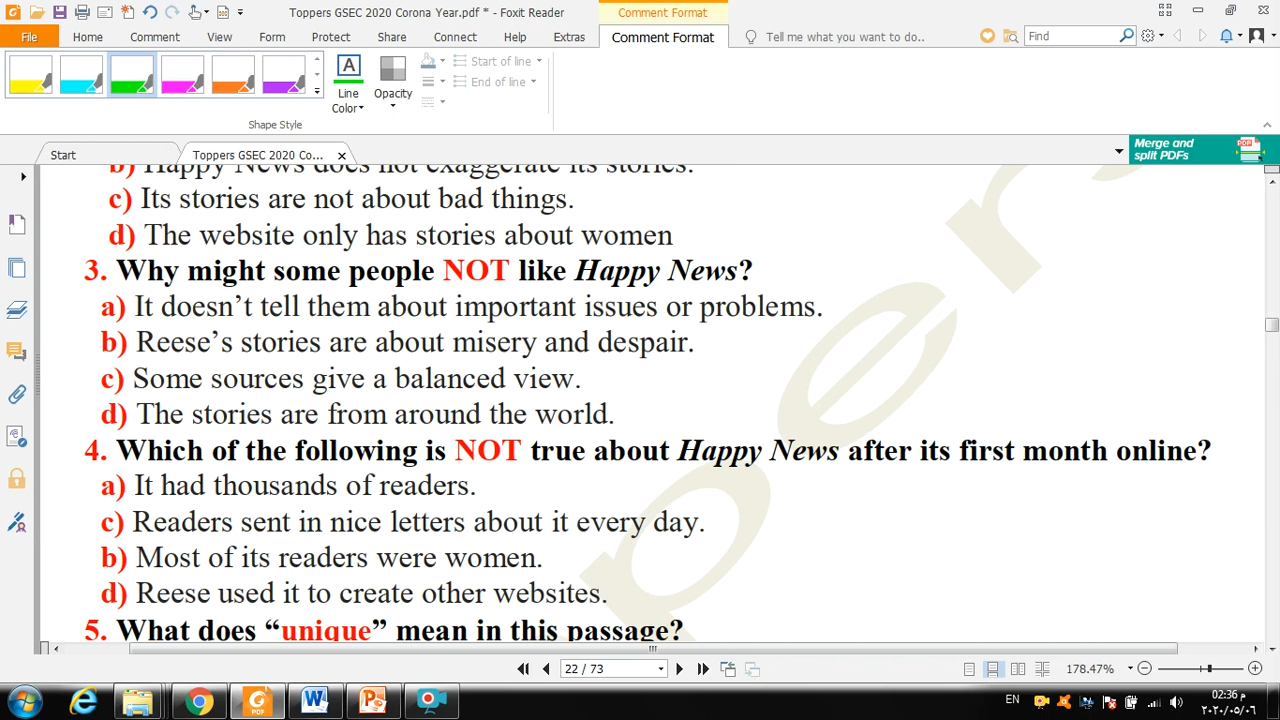 Toppers GSEC 2020 Corona Year.pdf * - Foxit Reader
Comment Format
File
Home
Comment
View
Form
Protect
Share
Connect
Help
Extras
Comment Format
Tell me what you want to do..
Find
Line Color
Opacity
Start of line
End of line
Shape Style
Start
Toppers GSEC 2020 Co...
Merge and split PDFs
b) Happy News does not exaggerate its stories.
c) Its stories are not about bad things.
d) The website only has stories about women
3. Why might some people NOT like Happy News?
a) It doesn’t tell them about important issues or problems.
b) Reese’s stories are about misery and despair.
c) Some sources give a balanced view.
d) The stories are from around the world.
4. Which of the following is NOT true about Happy News after its first month online?
a) It had thousands of readers.
c) Readers sent in nice letters about it every day.
b) Most of its readers were women.
d) Reese used it to create other websites.
5. What does “unique” mean in this passage?
22 / 73
178.47%
EN
02:36 م
٢٠٢٠/٠٥/٠٦